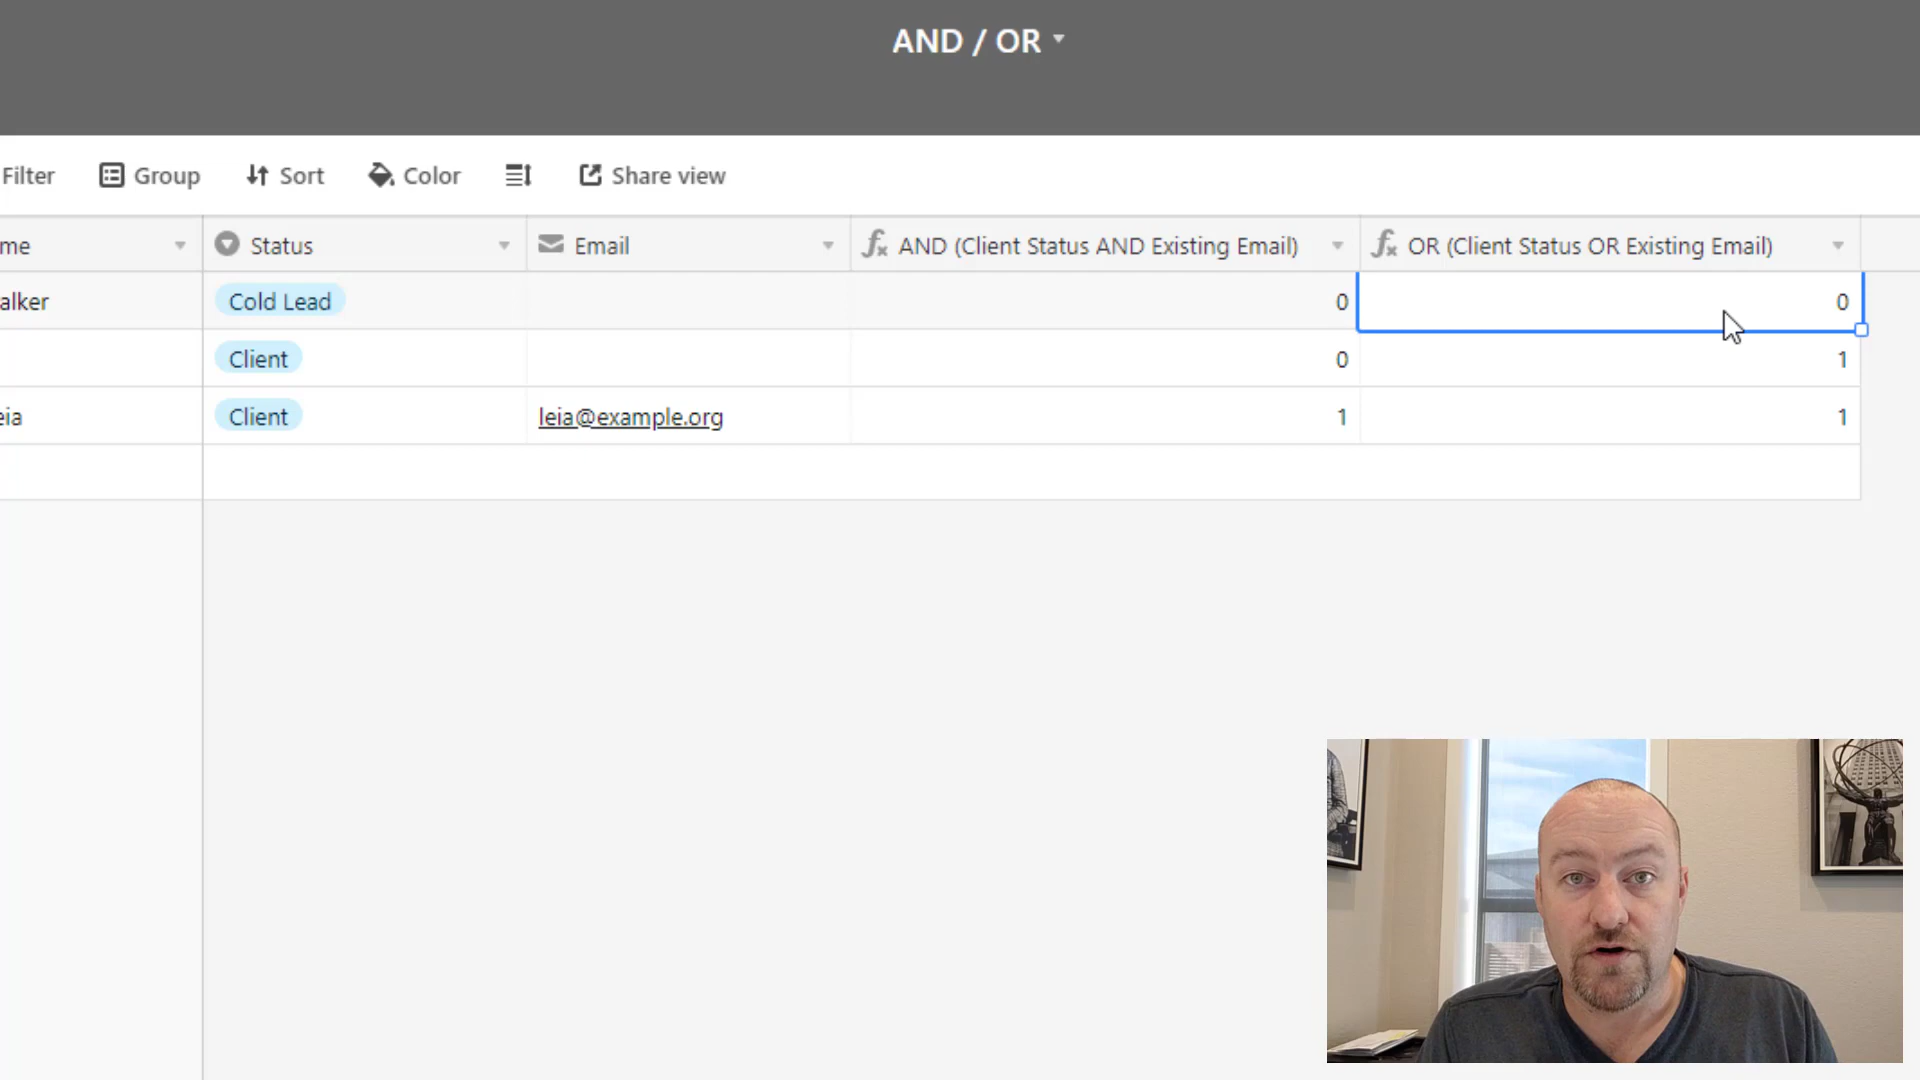 AND / OR
Filter Group Sort Color Share view
me Status Email AND (Client Status AND Existing Email) OR (Client Status OR Existing Email)
alker Cold Lead 0 0
Client 0 1
eia Client leia@example.org 1 1